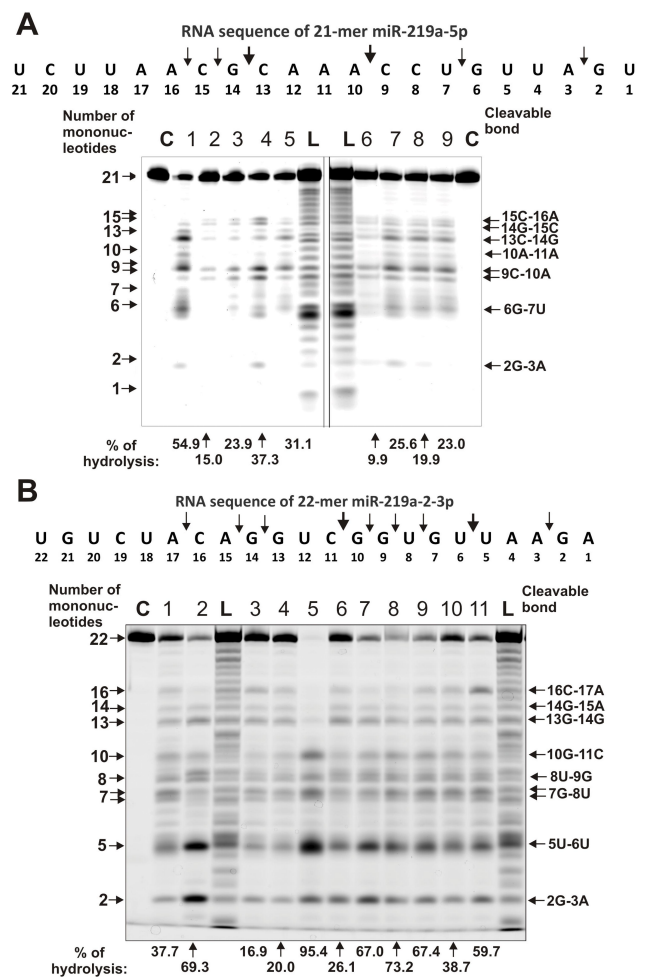 A
RNA sequence of 21-mer miR-219a-5p
U C U U A A C G C A A A C C U G U U A G U
21 20 19 18 17 16 15 14 13 12 11 10 9 8 7 6 5 4 3 2 1
Number of
mononuc-
leotides
Cleavable
bond
C 1 2 3 4 5 L L 6 7 8 9 C
21
15
13
10
9
7
6
2
1
15C-16A
14G-15C
13C-14G
10A-11A
9C-10A
6G-7U
2G-3A
% of
hydrolysis:
54.9 23.9 31.1 25.6 23.0
15.0 37.3 9.9 19.9
B
RNA sequence of 22-mer miR-219a-2-3p
U G U C U A C A G G U C G G U G U U A A G A
22 21 20 19 18 17 16 15 14 13 12 11 10 9 8 7 6 5 4 3 2 1
Number of
mononuc-
leotides
Cleavable
bond
C 1 2 L 3 4 5 6 7 8 9 10 11 L
22
16
14
13
10
8
7
5
2
16C-17A
14G-15A
13G-14G
10G-11C
8U-9G
7G-8U
5U-6U
2G-3A
% of
hydrolysis:
37.7 16.9 95.4 67.0 67.4 59.7
69.3 20.0 26.1 73.2 38.7